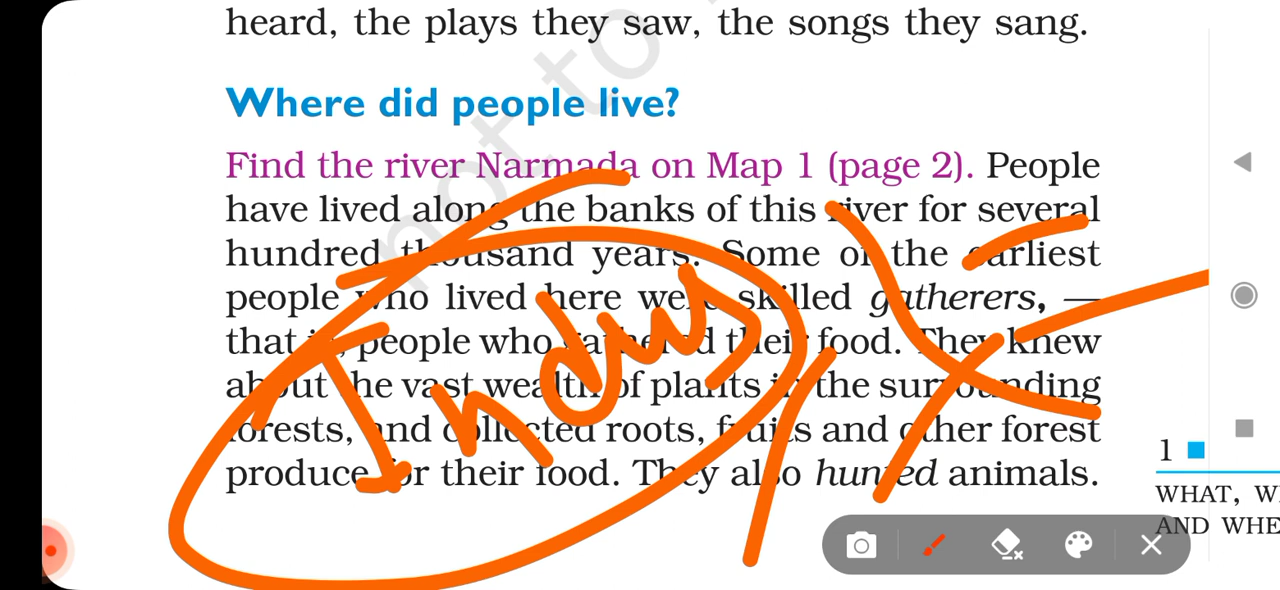 heard, the plays they saw, the songs they sang.
Where did people live?
Find the river Narmada on Map 1 (page 2). People
have lived along the banks of this river for several
hundred thousand years. Some of the earliest
people who lived here were skilled gatherers, —
that is, people who gathered their food. They knew
about the vast wealth of plants in the surrounding
forests, and collected roots, fruits and other forest
produce for their food. They also hunted animals.
Indus
not to
1
WHAT, W
AND WHE